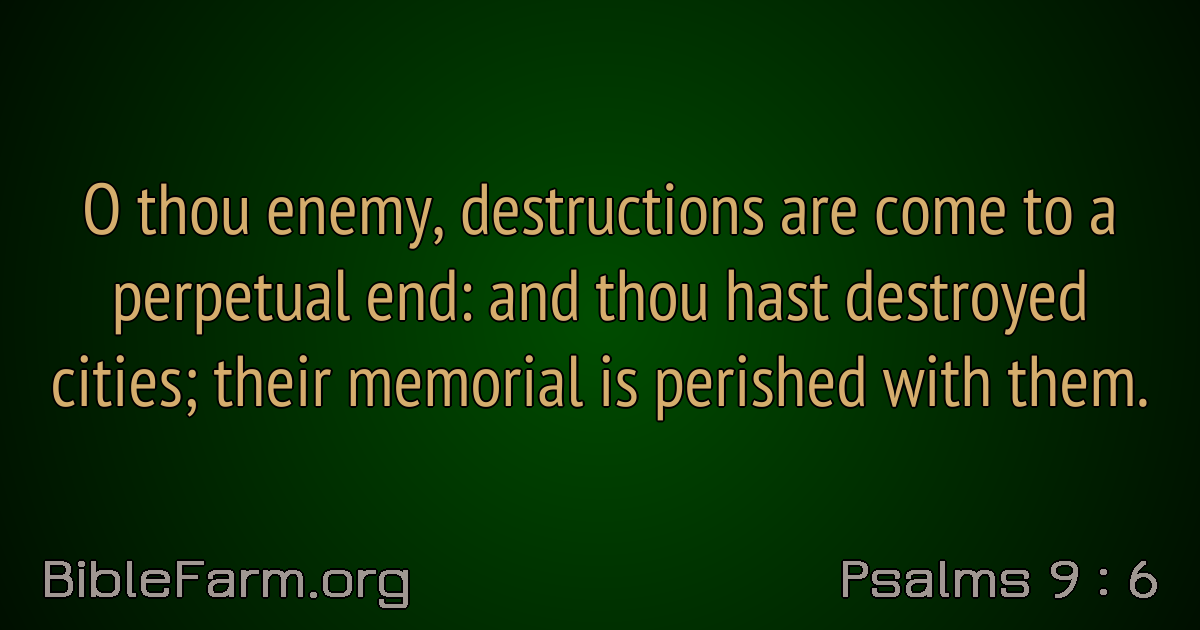 O thou enemy, destructions are come to a
perpetual end: and thou hast destroyed
cities; their memorial is perished with them.
BibleFarm.org
Psalms 9 : 6